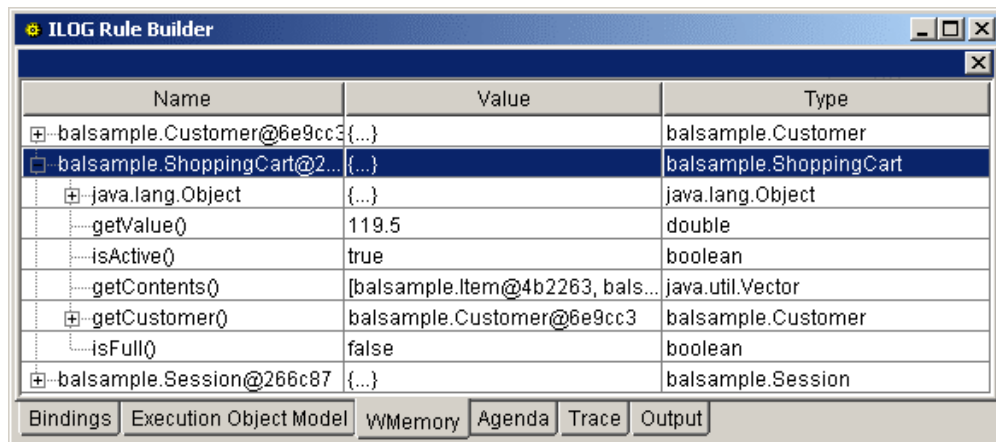 ILOG Rule Builder
Name Value Type
balsample.Customer@6e9cc3 {...} balsample.Customer
balsample.ShoppingCart@2... {...} balsample.ShoppingCart
java.lang.Object {...} java.lang.Object
getValue() 119.5 double
isActive() true boolean
getContents() [balsample.Item@4b2263, bals... java.util.Vector
getCustomer() balsample.Customer@6e9cc3 balsample.Customer
isFull() false boolean
balsample.Session@266c87 {...} balsample.Session
Bindings Execution Object Model WMemory Agenda Trace Output